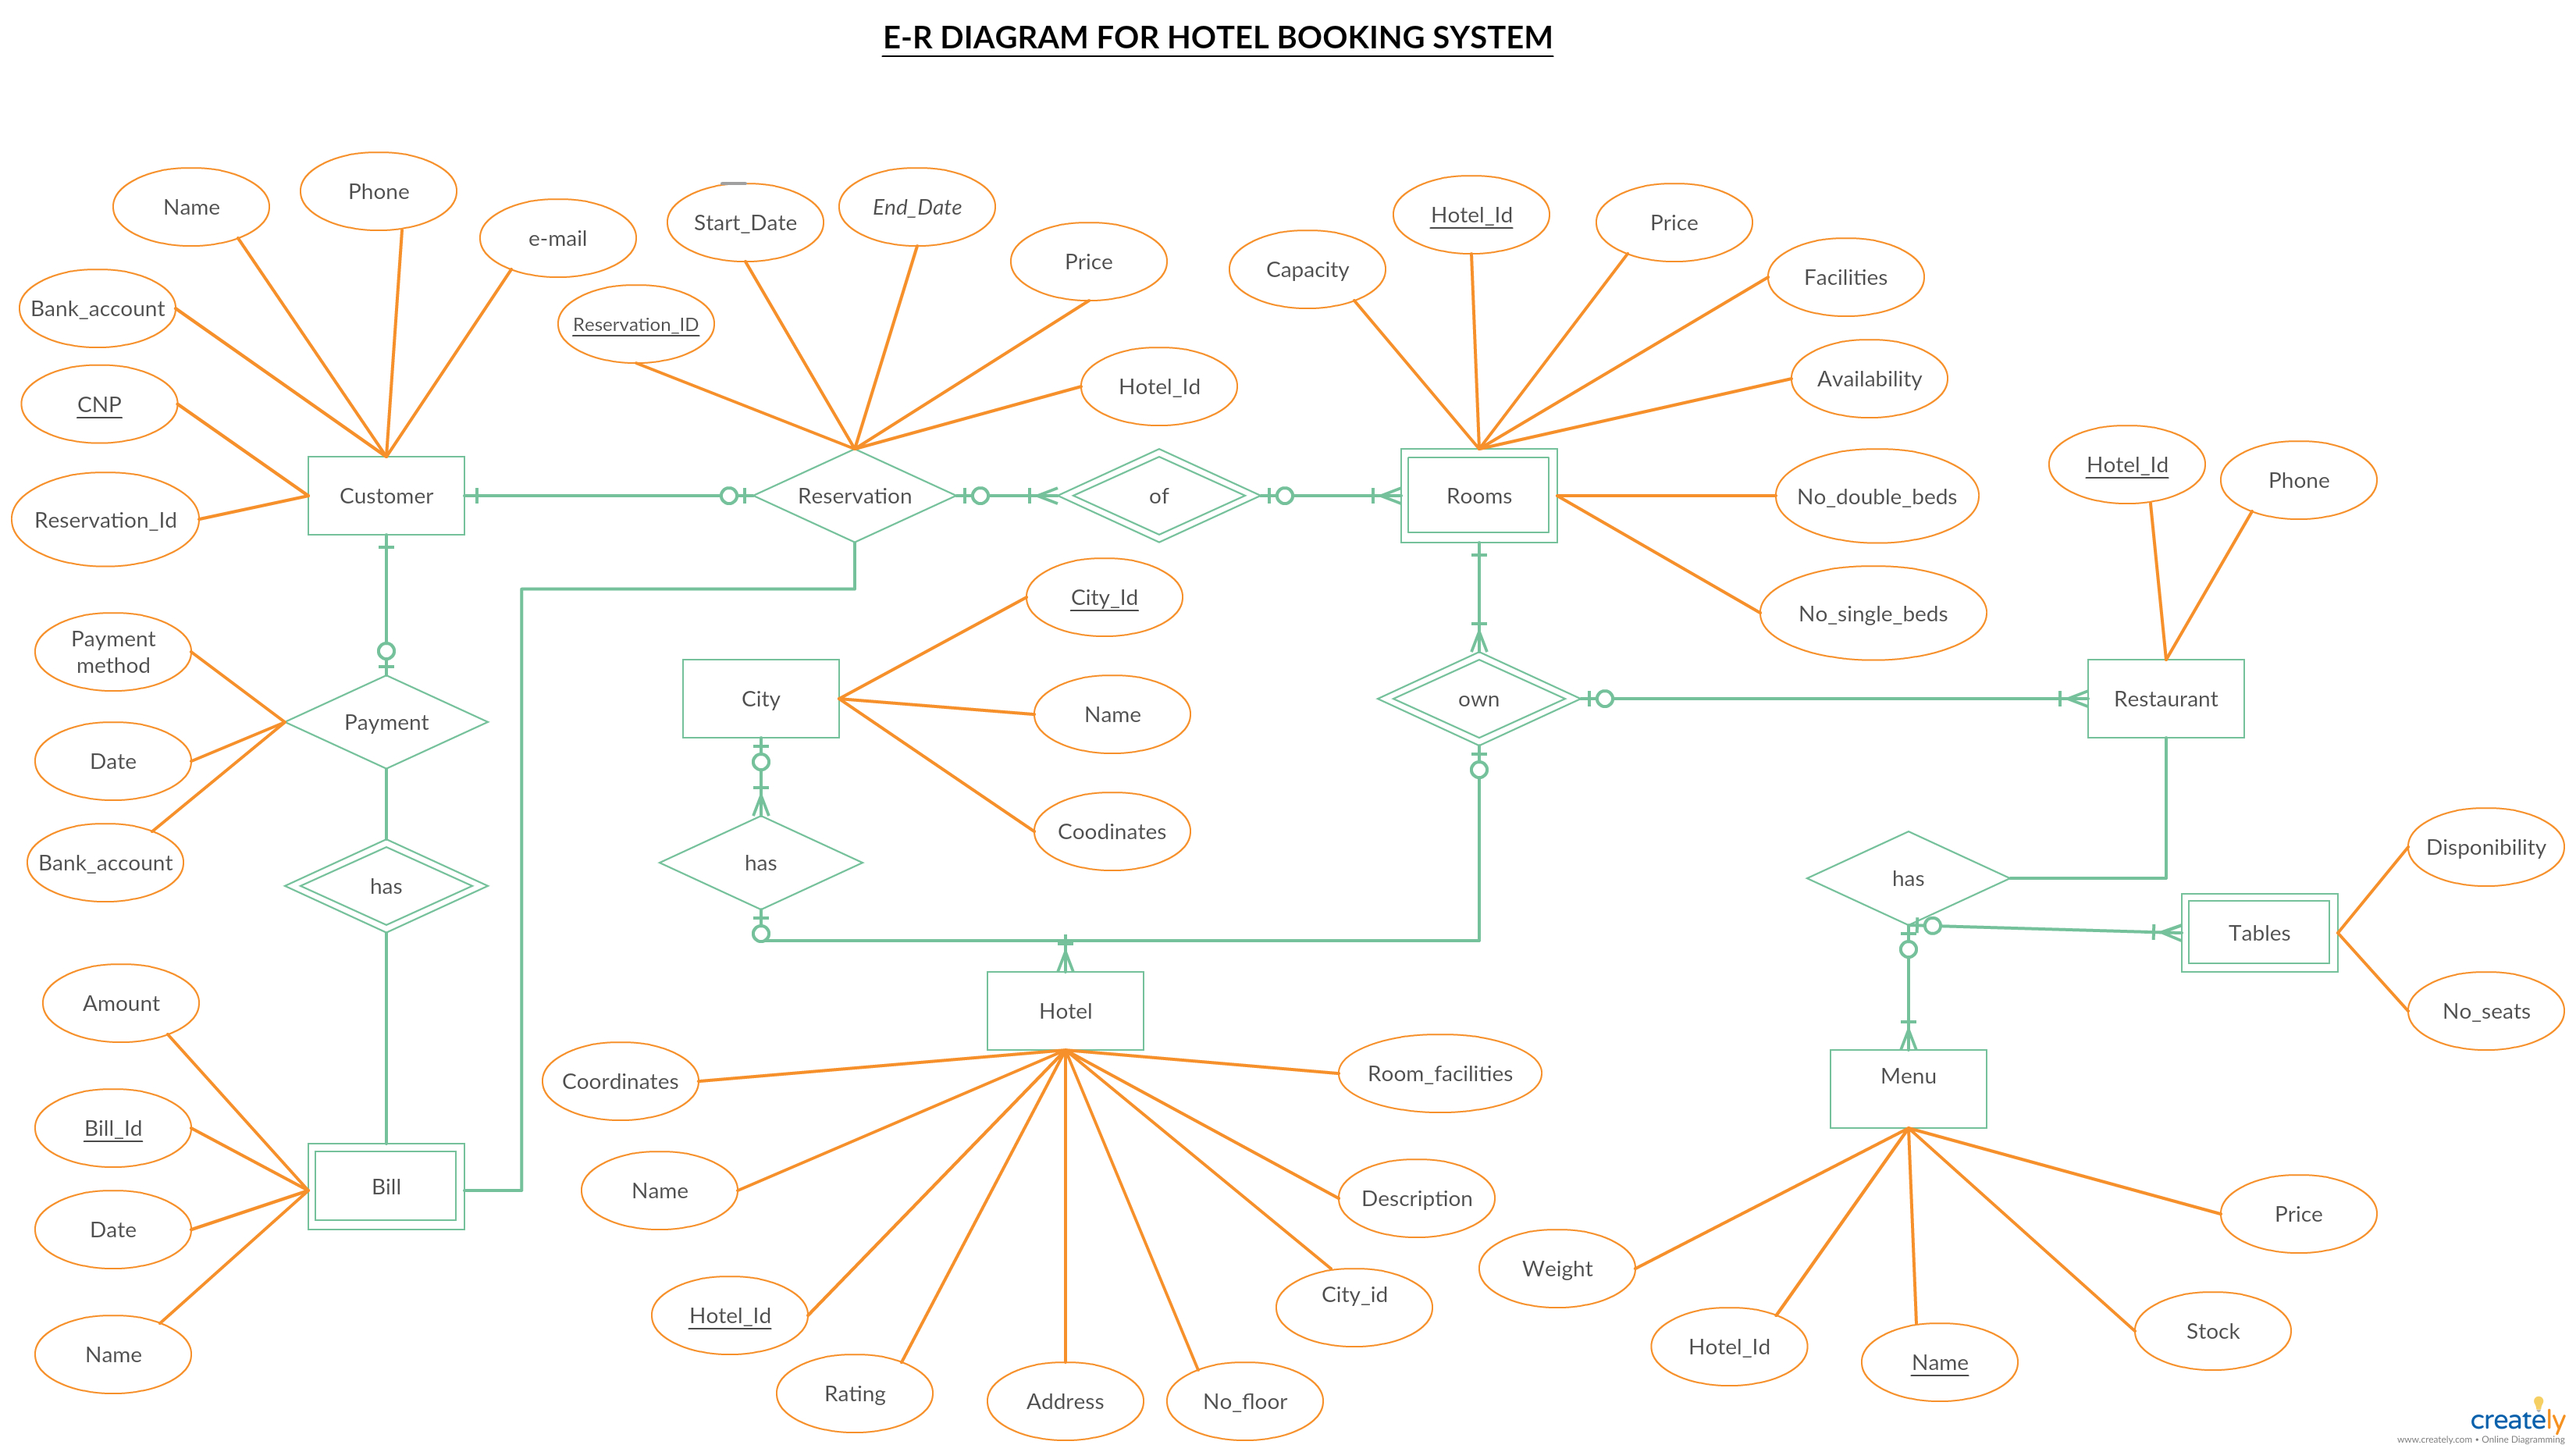 E-R DIAGRAM FOR HOTEL BOOKING SYSTEM
Name
Phone
e-mail
Bank_account
CNP
Reservation_Id
Customer
Start_Date
End_Date
Price
Reservation_ID
Hotel_Id
Reservation
of
Capacity
Hotel_Id
Price
Facilities
Availability
No_double_beds
No_single_beds
Rooms
Hotel_Id
Phone
Restaurant
Payment
method
Date
Bank_account
Payment
has
City
City_Id
Name
Coodinates
has
own
has
Disponibility
Tables
No_seats
Amount
Bill_Id
Date
Name
Bill
Hotel
Coordinates
Name
Hotel_Id
Rating
Address
No_floor
City_id
Description
Room_facilities
Menu
Weight
Hotel_Id
Name
Stock
Price
creately
www.creately.com • Online Diagramming